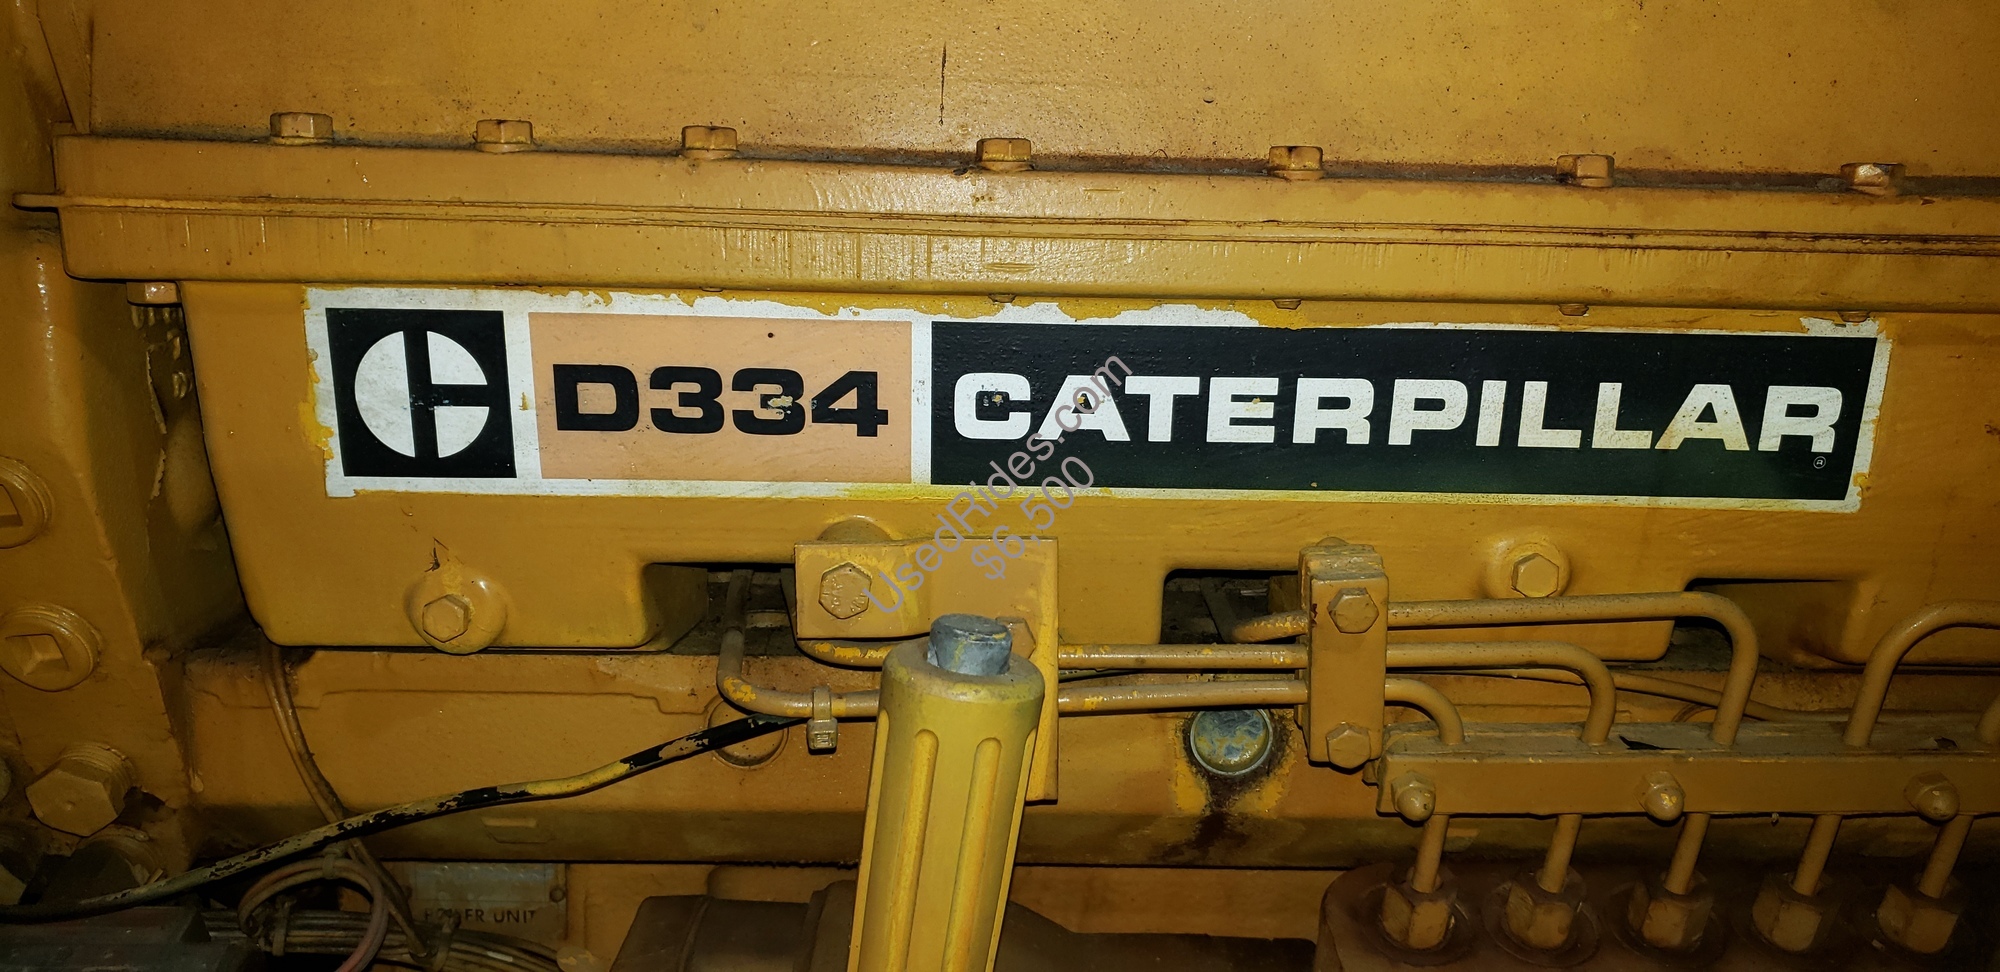 D334 CATERPILLAR
®
UsedRides.com
$6,500
POWER UNIT